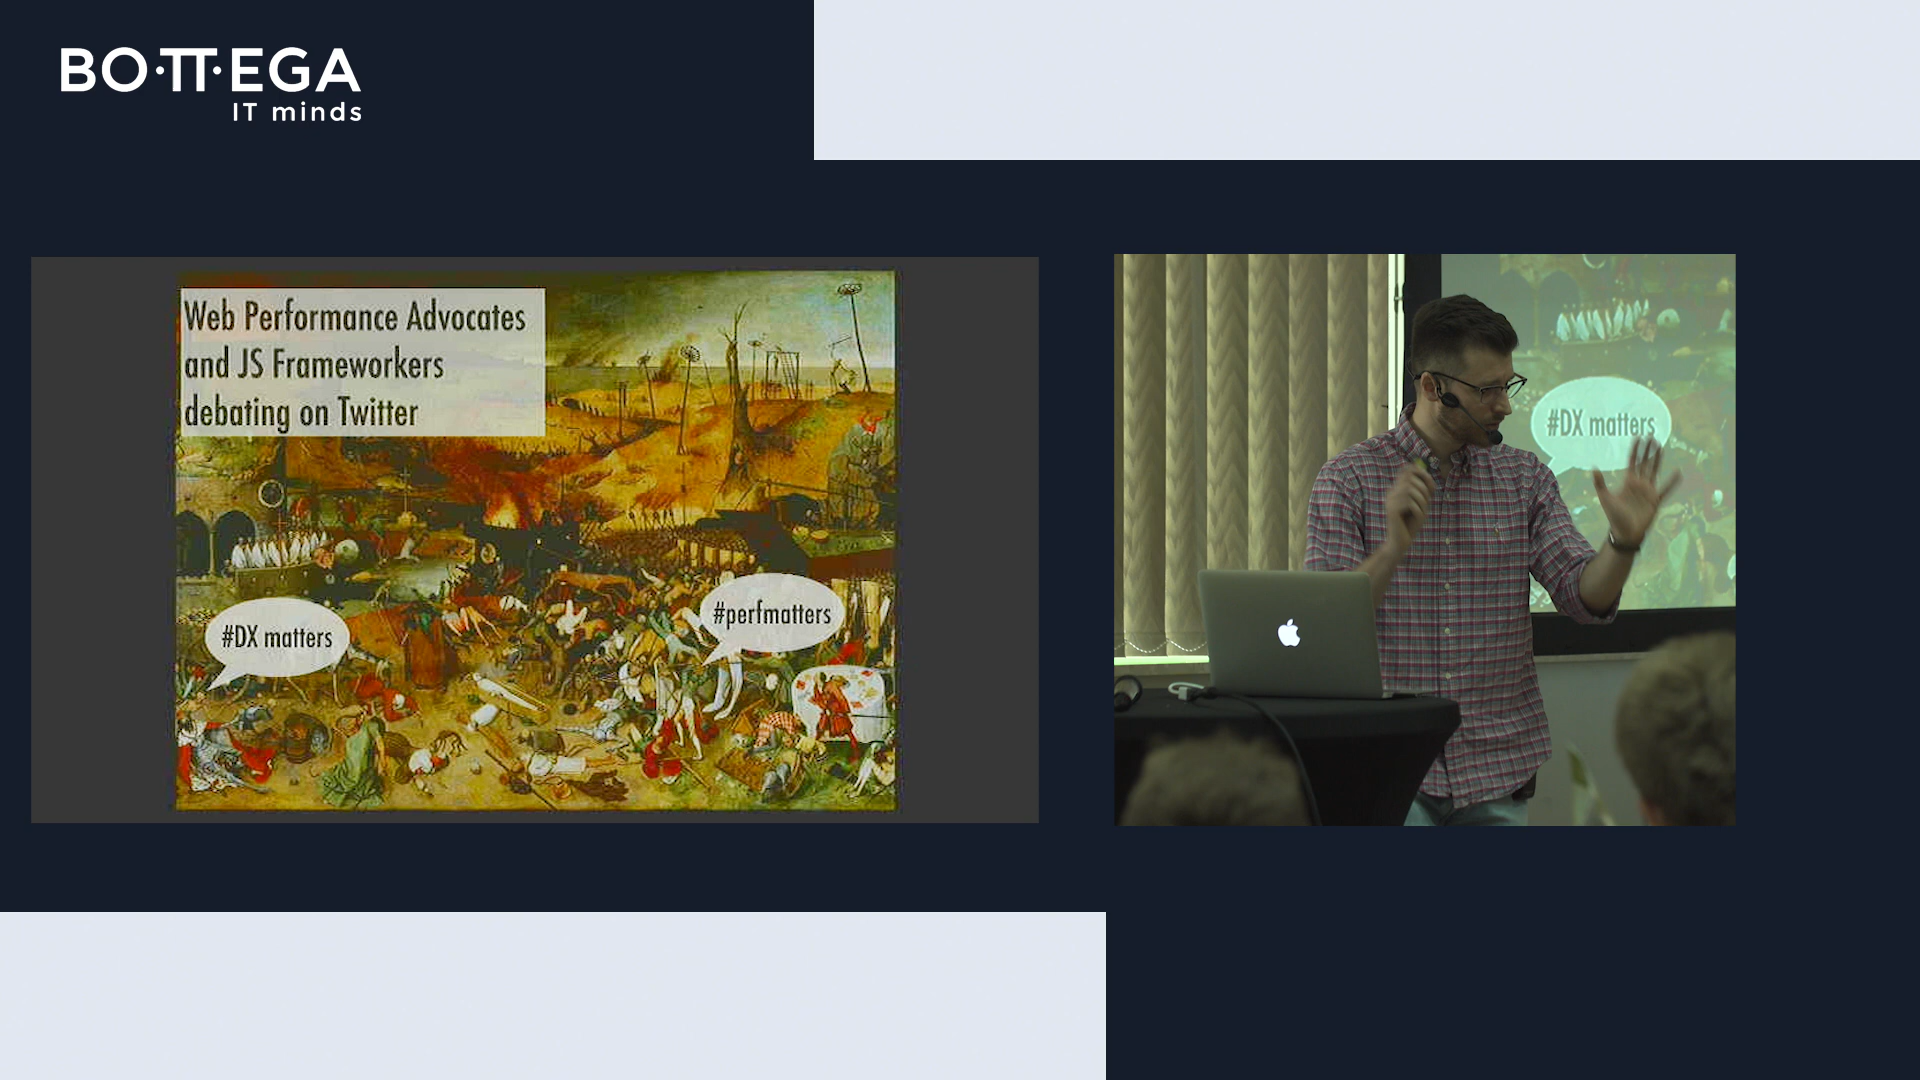 BO·TT·EGA
IT minds
Web Performance Advocates
and JS Frameworkers
debating on Twitter
#DX matters
#perfmatters
#DX matters